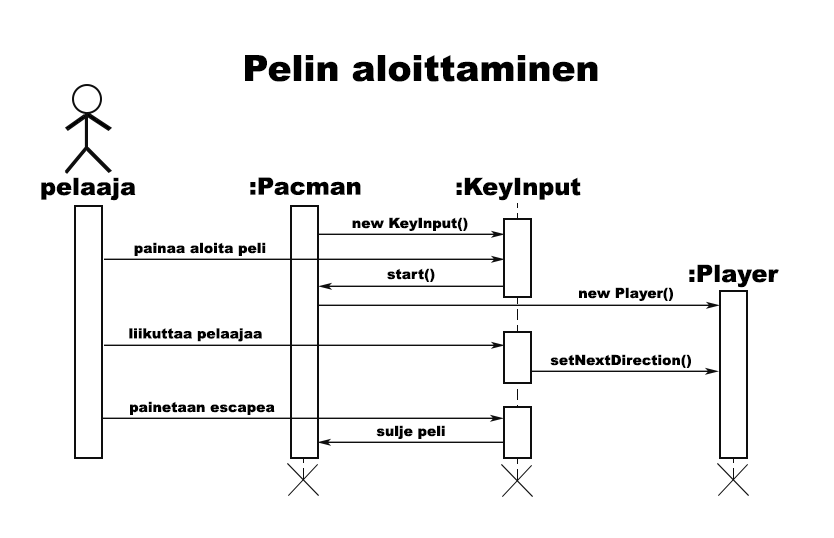 Pelin aloittaminen
pelaaja
:Pacman
:KeyInput
new KeyInput()
painaa aloita peli
start()
:Player
new Player()
liikuttaa pelaajaa
setNextDirection()
painetaan escapea
sulje peli